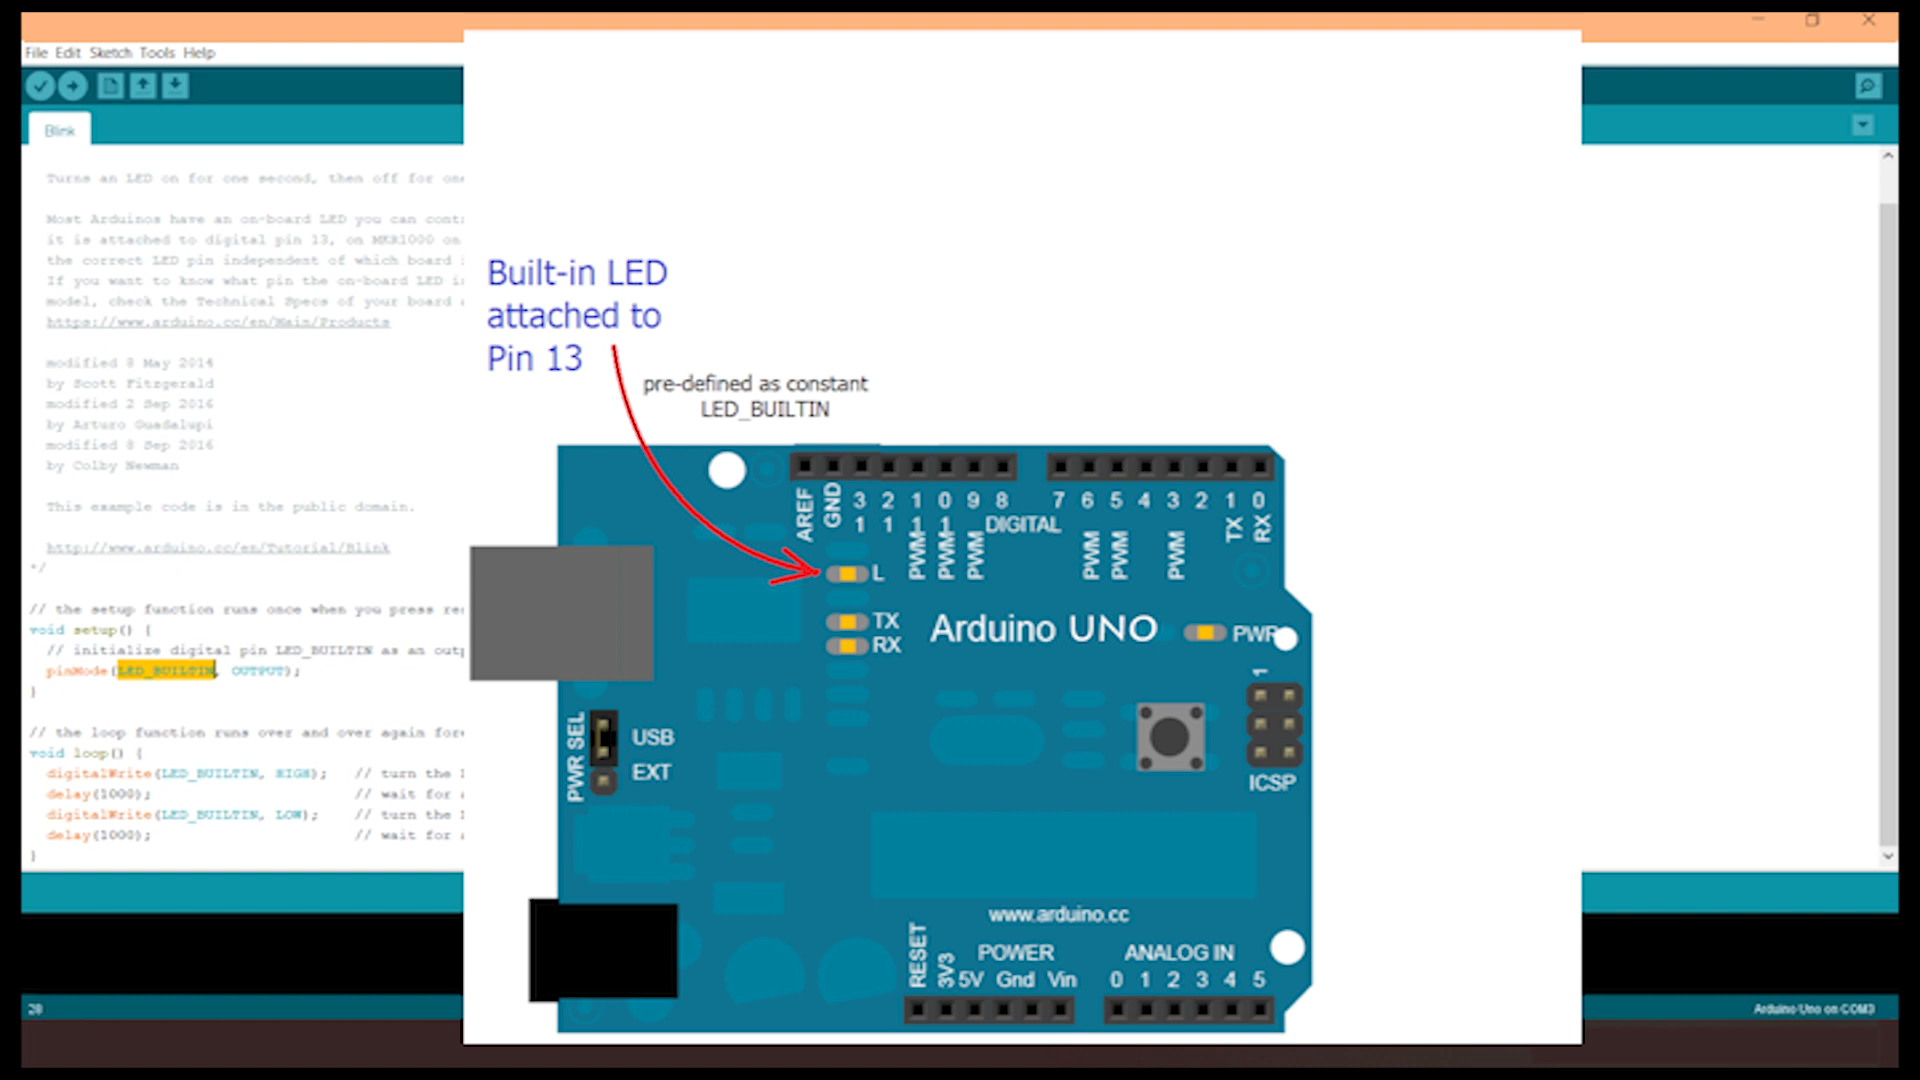 File Edit Sketch Tools Help
Blink
Turns an LED on for one second, then off for one
Most Arduinos have an on-board LED you can
it is attached to digital pin 13, on MKR1000 on
the correct LED pin independent of which board
If you want to know what pin the on-board LED
model, check the Technical Specs of your board
https://www.arduino.cc/en/Main/Products
modified 8 May 2014
by Scott Fitzgerald
modified 2 Sep 2016
by Arturo Guadalupi
modified 8 Sep 2016
by Colby Newman
This example code is in the public domain.
http://www.arduino.cc/en/Tutorial/Blink
*/
// the setup function runs once when you press
void setup() {
// initialize digital pin LED_BUILTIN as an
pinMode(LED_BUILTIN, OUTPUT);
}
// the loop function runs over and over again
void loop() {
digitalWrite(LED_BUILTIN, HIGH); // turn the
delay(1000); // wait for
digitalWrite(LED_BUILTIN, LOW); // turn the
delay(1000); // wait for
}
28
Arduino Uno on COM3
Built-in LED
attached to
Pin 13
pre-defined as constant
LED_BUILTIN
AREF GND 13 12 11 10 9 8 7 6 5 4 3 2 1 0
PWM PWM PWM DIGITAL PWM PWM PWM TX RX
L
TX
RX
Arduino UNO
PWR
1
ICSP
PWR SEL
USB
EXT
www.arduino.cc
POWER ANALOG IN
RESET 3V3 5V Gnd Vin 0 1 2 3 4 5